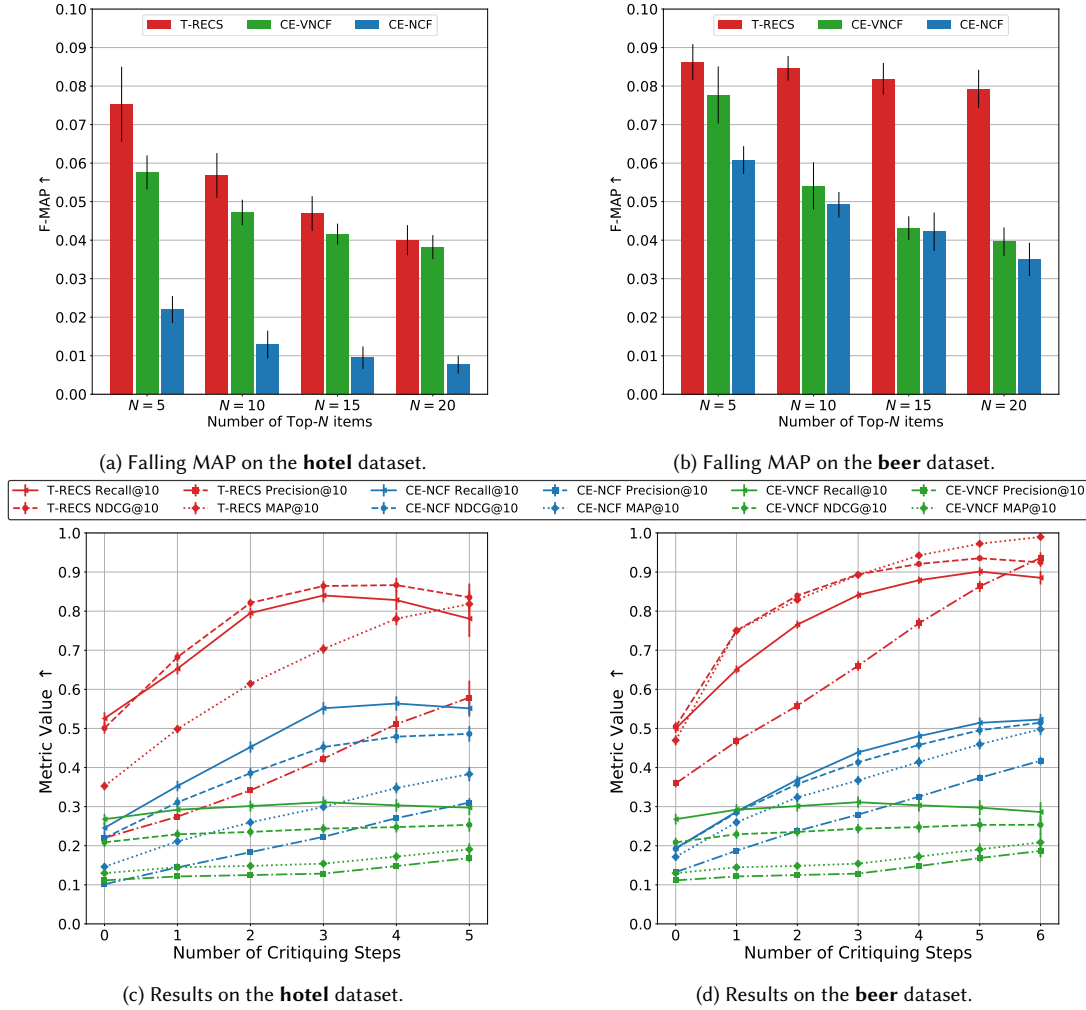 T-RECS CE-VNCF CE-NCF
0.10
0.09
0.08
0.07
0.06
0.05
0.04
0.03
0.02
0.01
0.00
F-MAP ↑
N = 5 N = 10 N = 15 N = 20
Number of Top-N items
(a) Falling MAP on the hotel dataset.
T-RECS CE-VNCF CE-NCF
0.10
0.09
0.08
0.07
0.06
0.05
0.04
0.03
0.02
0.01
0.00
F-MAP ↑
N = 5 N = 10 N = 15 N = 20
Number of Top-N items
(b) Falling MAP on the beer dataset.
T-RECS Recall@10 T-RECS Precision@10 CE-NCF Recall@10 CE-NCF Precision@10 CE-VNCF Recall@10 CE-VNCF Precision@10
T-RECS NDCG@10 T-RECS MAP@10 CE-NCF NDCG@10 CE-NCF MAP@10 CE-VNCF NDCG@10 CE-VNCF MAP@10
1.0
0.9
0.8
0.7
0.6
0.5
0.4
0.3
0.2
0.1
0.0
Metric Value ↑
0 1 2 3 4 5
Number of Critiquing Steps
(c) Results on the hotel dataset.
1.0
0.9
0.8
0.7
0.6
0.5
0.4
0.3
0.2
0.1
0.0
Metric Value ↑
0 1 2 3 4 5 6
Number of Critiquing Steps
(d) Results on the beer dataset.